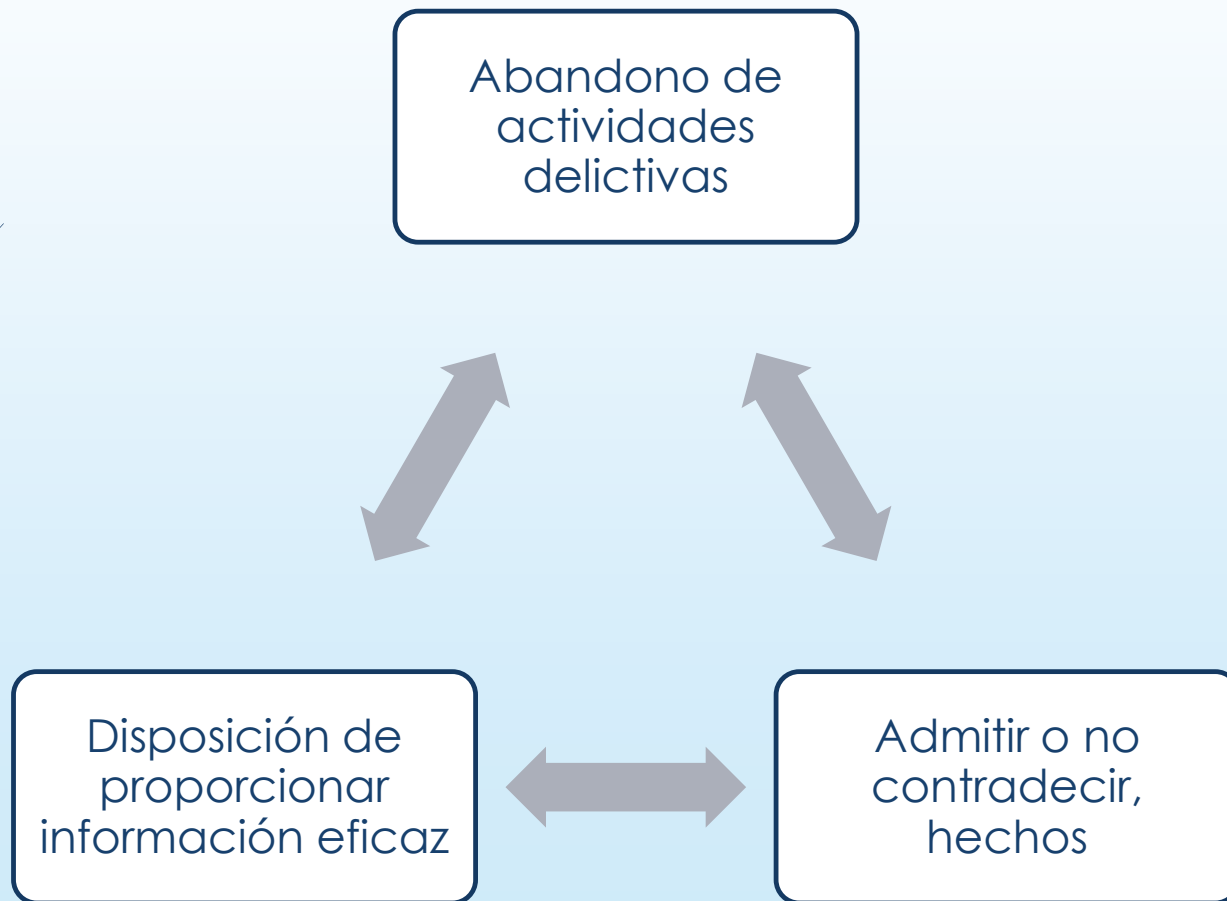 Abandono de
actividades
delictivas
Disposición de
proporcionar
información eficaz
Admitir o no
contradecir,
hechos